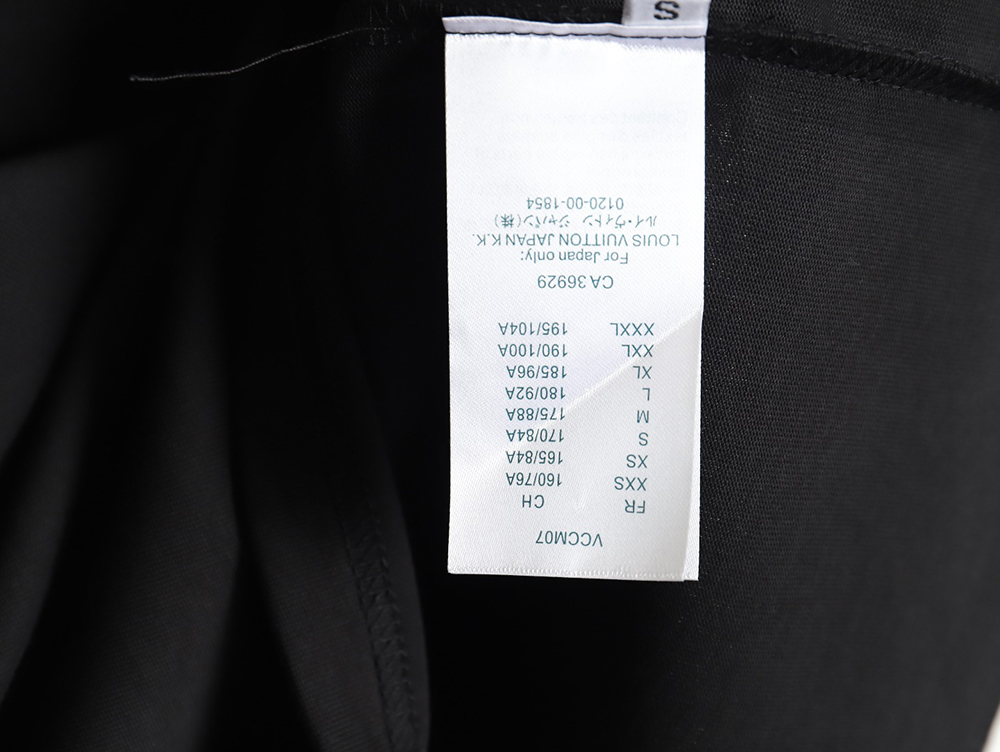 VCCM07
FR CH
XXS 160/76A
XS 165/84A
S 170/84A
M 175/88A
L 180/92A
XL 185/96A
XXL 190/100A
XXXL 195/104A
CA 36929
For Japan only:
LOUIS VUITTON JAPAN K.K.
ルイ・ヴィトン ジャパン(株)
0120-00-1854
S